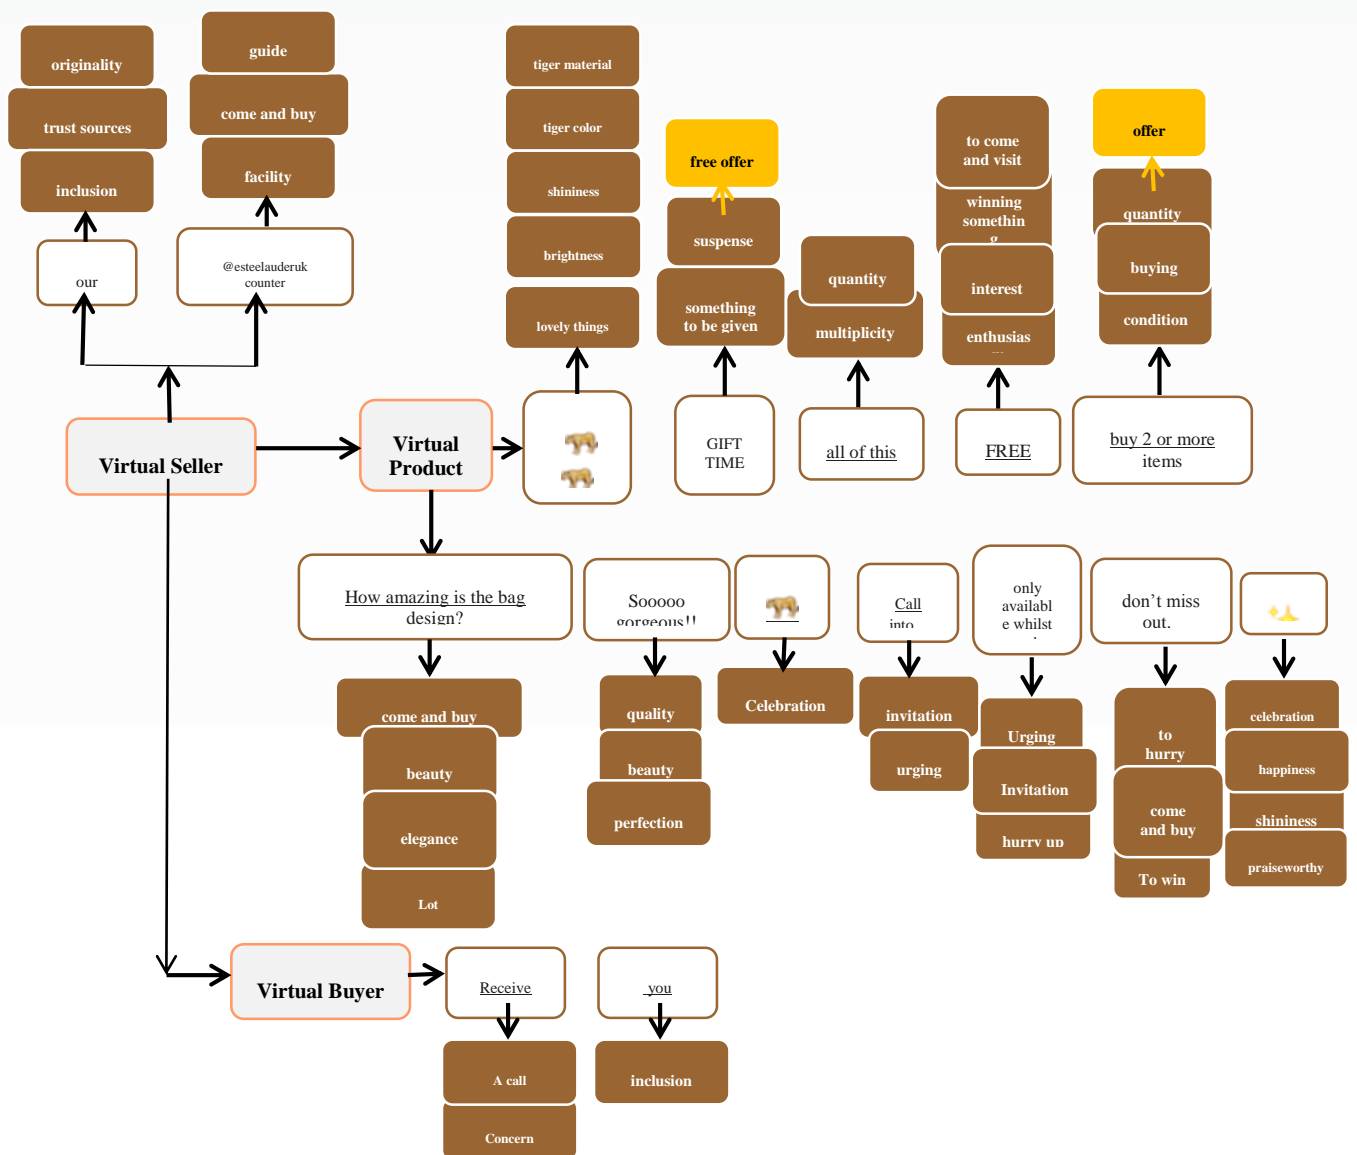 originality
trust sources
inclusion
guide
come and buy
facility
tiger material
tiger color
shininess
brightness
lovely things
free offer
suspense
something
to be given
quantity
multiplicity
to come
and visit
winning
somethin
g
interest
enthusias
offer
quantity
buying
condition
our
@esteelauderuk
counter
Virtual Seller
Virtual
Product
GIFT
TIME
all of this
FREE
buy 2 or more
items
How amazing is the bag
design?
Sooooo
gorgeous!!
Call
into
only
availabl
e whilst
don't miss
out.
come and buy
beauty
elegance
Lot
quality
beauty
perfection
Celebration
invitation
urging
Urging
Invitation
hurry up
to
hurry
come
and buy
To win
celebration
happiness
shininess
praiseworthy
Virtual Buyer
Receive
you
A call
Concern
inclusion